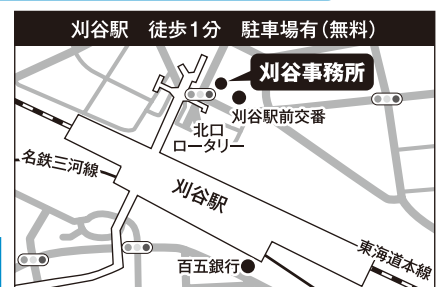 刈谷駅 徒歩1分 駐車場有(無料)
刈谷事務所
刈谷駅前交番
北口
ロータリー
名鉄三河線
刈谷駅
東海道本線
百五銀行